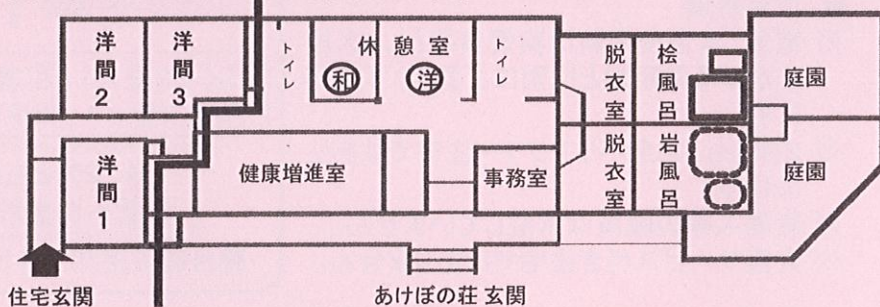 洋間2
洋間3
トイレ
休憩室
和
洋
トイレ
脱衣室
桧風呂
庭園
洋間1
健康増進室
事務室
脱衣室
岩風呂
庭園
住宅玄関
あけぼの荘 玄関